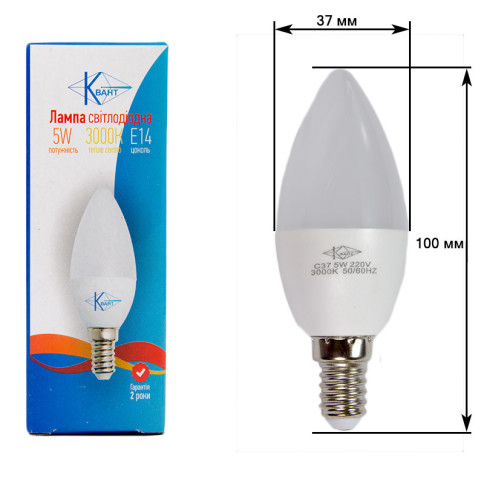 37 мм
КВАНТ
Лампа світлодіодна
5W 3000K E14
потужність тепле світло цоколь
100 мм
КВАНТ
C37 5W 220V
3000K 50/60HZ
КВАНТ
Гарантія
2 роки